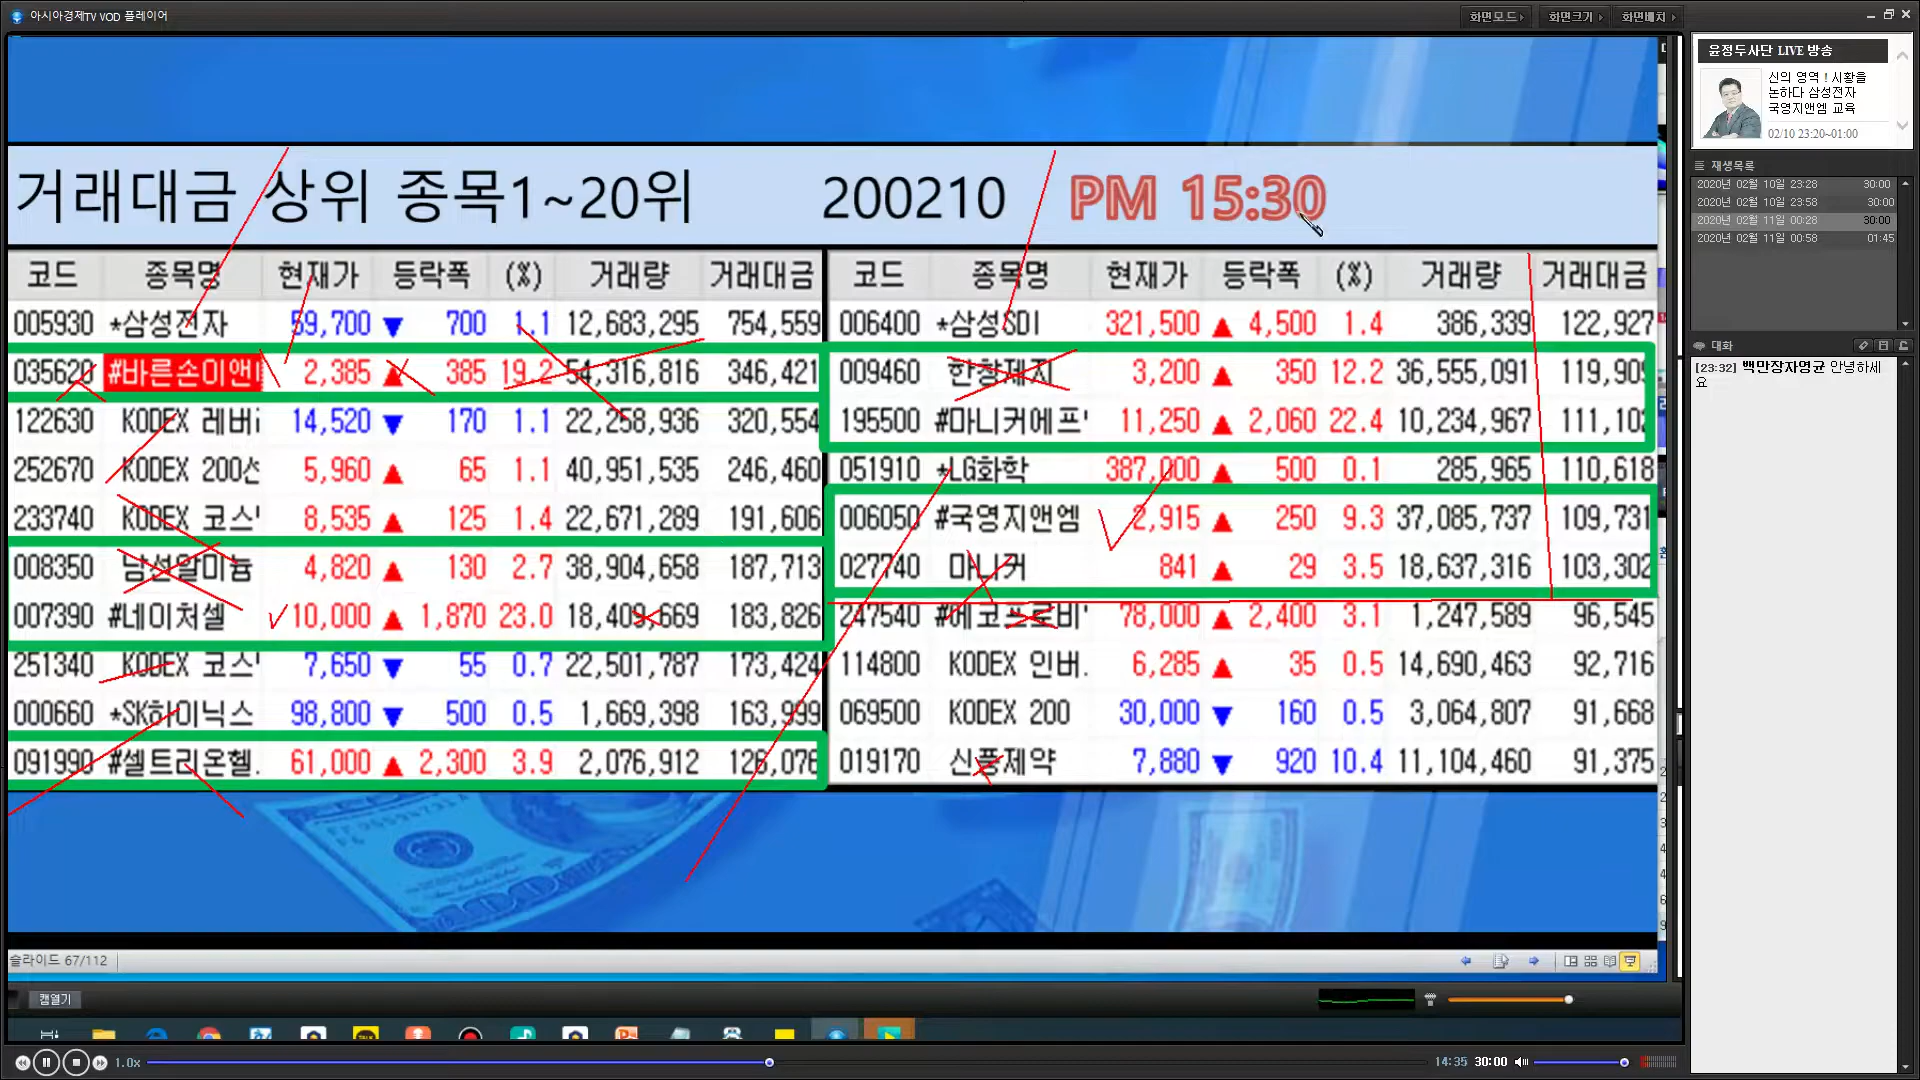 아시아경제TV VOD 플레이어
화면모드
화면크기
화면배치
거래대금 상위 종목1~20위 200210 PM 15:30
코드 종목명 현재가 등락폭 (%) 거래량 거래대금
005930 *삼성전자 59,700 ▼ 700 1.1 12,683,295 754,559
035620 #바른손이앤 2,385 ▲ 385 19.2 54,316,816 346,421
122630 KODEX 레버 14,520 ▼ 170 1.1 22,258,936 320,554
252670 KODEX 200선 5,960 ▲ 65 1.1 40,951,535 246,460
233740 KODEX 코스 8,535 ▲ 125 1.4 22,671,289 191,606
008350 남선알미늄 4,820 ▲ 130 2.7 38,904,658 187,713
007390 #네이처셀 10,000 ▲ 1,870 23.0 18,409,669 183,826
251340 KODEX 코스 7,650 ▼ 55 0.7 22,501,787 173,424
000660 *SK하이닉스 98,800 ▼ 500 0.5 1,669,398 163,999
091990 #셀트리온헬. 61,000 ▲ 2,300 3.9 2,076,912 126,076
코드 종목명 현재가 등락폭 (%) 거래량 거래대금
006400 *삼성SDI 321,500 ▲ 4,500 1.4 386,339 122,927
009460 한창제지 3,200 ▲ 350 12.2 36,555,091 119,909
195500 #마니커에프 11,250 ▲ 2,060 22.4 10,234,967 111,102
051910 *LG화학 387,000 ▲ 500 0.1 285,965 110,618
006050 #국영지앤엠 2,915 ▲ 250 9.3 37,085,737 109,731
027740 마니커 841 ▲ 29 3.5 18,637,316 103,302
247540 #에코프로비 78,000 ▲ 2,400 3.1 1,247,589 96,545
114800 KODEX 인버. 6,285 ▲ 35 0.5 14,690,463 92,716
069500 KODEX 200 30,000 ▼ 160 0.5 3,064,807 91,668
019170 신풍제약 7,880 ▼ 920 10.4 11,104,460 91,375
슬라이드 67/112
캠열기
1.0x
14:35 30:00
윤정두사단 LIVE 방송
신의 영역 ! 시황을
논하다 삼성전자
국영지앤엠 교육
02/10 23:20~01:00
재생목록
2020년 02월 10일 23:28 30:00
2020년 02월 10일 23:58 30:00
2020년 02월 11일 00:28 30:00
2020년 02월 11일 00:58 01:45
대화
[23:32] 백만장자영균 안녕하세
요